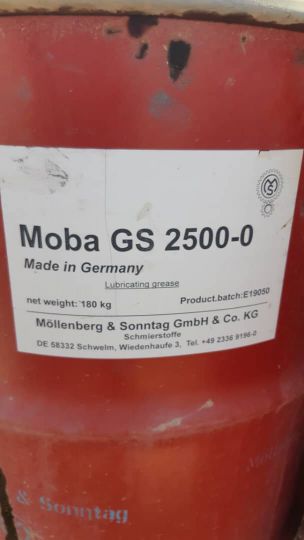 MS
Moba GS 2500-0
Made in Germany
Lubricating grease
net weight: 180 kg
Product.batch:E19050
Möllenberg & Sonntag GmbH & Co. KG
Schmierstoffe
DE 58332 Schwelm, Wiedenhaufe 3, Tel. +49 2336 9196-0
& Sonntag